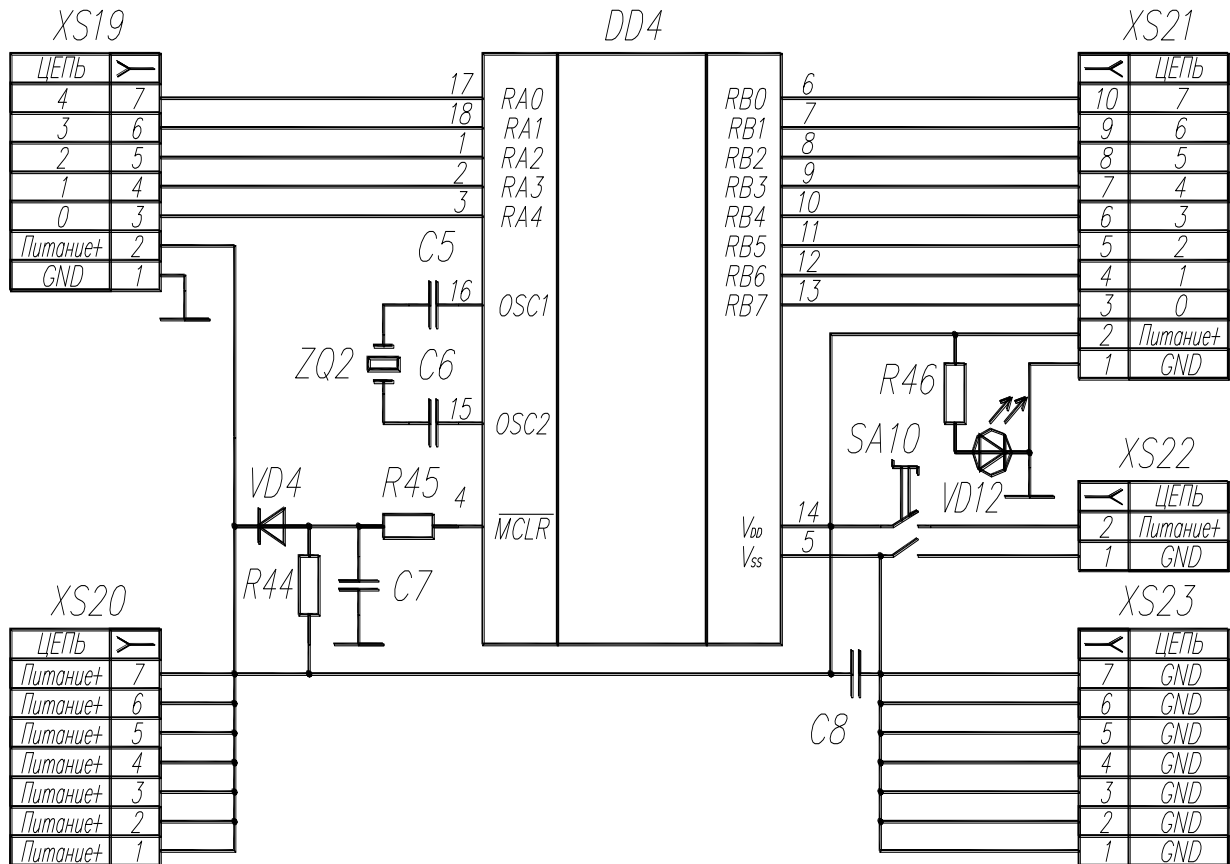 XS19 DD4 XS21
ЦЕПЬ ЦЕПЬ
4 7 17 RA0 RB0 6 10 7
3 6 18 RA1 RB1 7 9 6
2 5 1 RA2 RB2 8 8 5
1 4 2 RA3 RB3 9 7 4
0 3 3 RA4 RB4 10 6 3
Питание+ 2 RB5 11 5 2
GND 1 RB6 12 4 1
C5
16 OSC1 RB7 13 3 0
2 Питание+
1 GND
ZQ2 C6 R46
15 OSC2 SA10
XS22
VD4 R45 VD12 ЦЕПЬ
4 MCLR VDD 14 2 Питание+
VSS 5 1 GND
R44 C7
XS20 XS23
ЦЕПЬ ЦЕПЬ
Питание+ 7 7 GND
Питание+ 6 6 GND
Питание+ 5 C8 5 GND
Питание+ 4 4 GND
Питание+ 3 3 GND
Питание+ 2 2 GND
Питание+ 1 1 GND